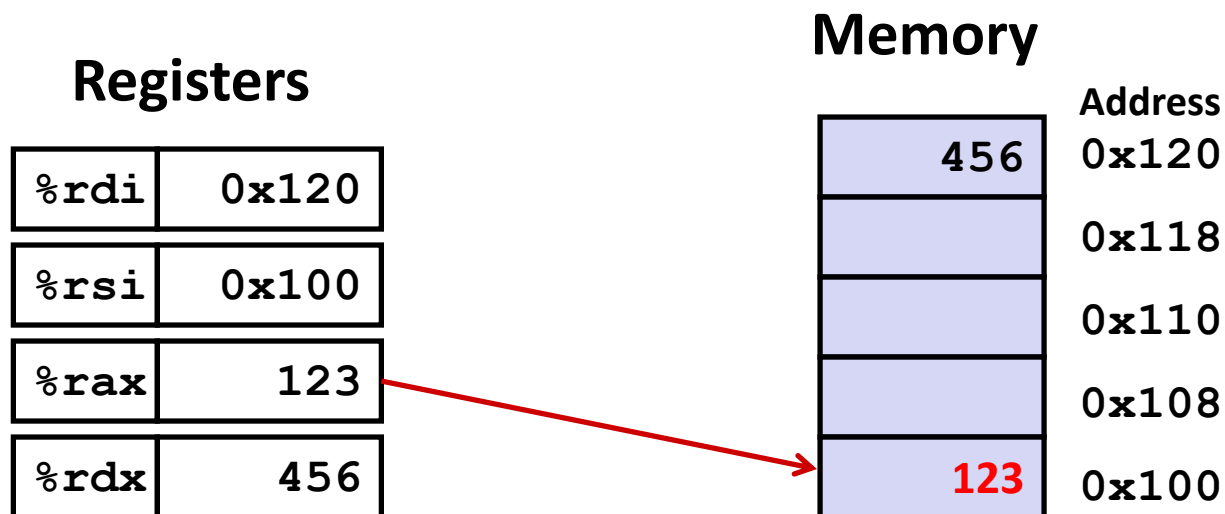 Registers
%rdi 0x120
%rsi 0x100
%rax 123
%rdx 456
Memory
Address
456 0x120
0x118
0x110
0x108
123 0x100